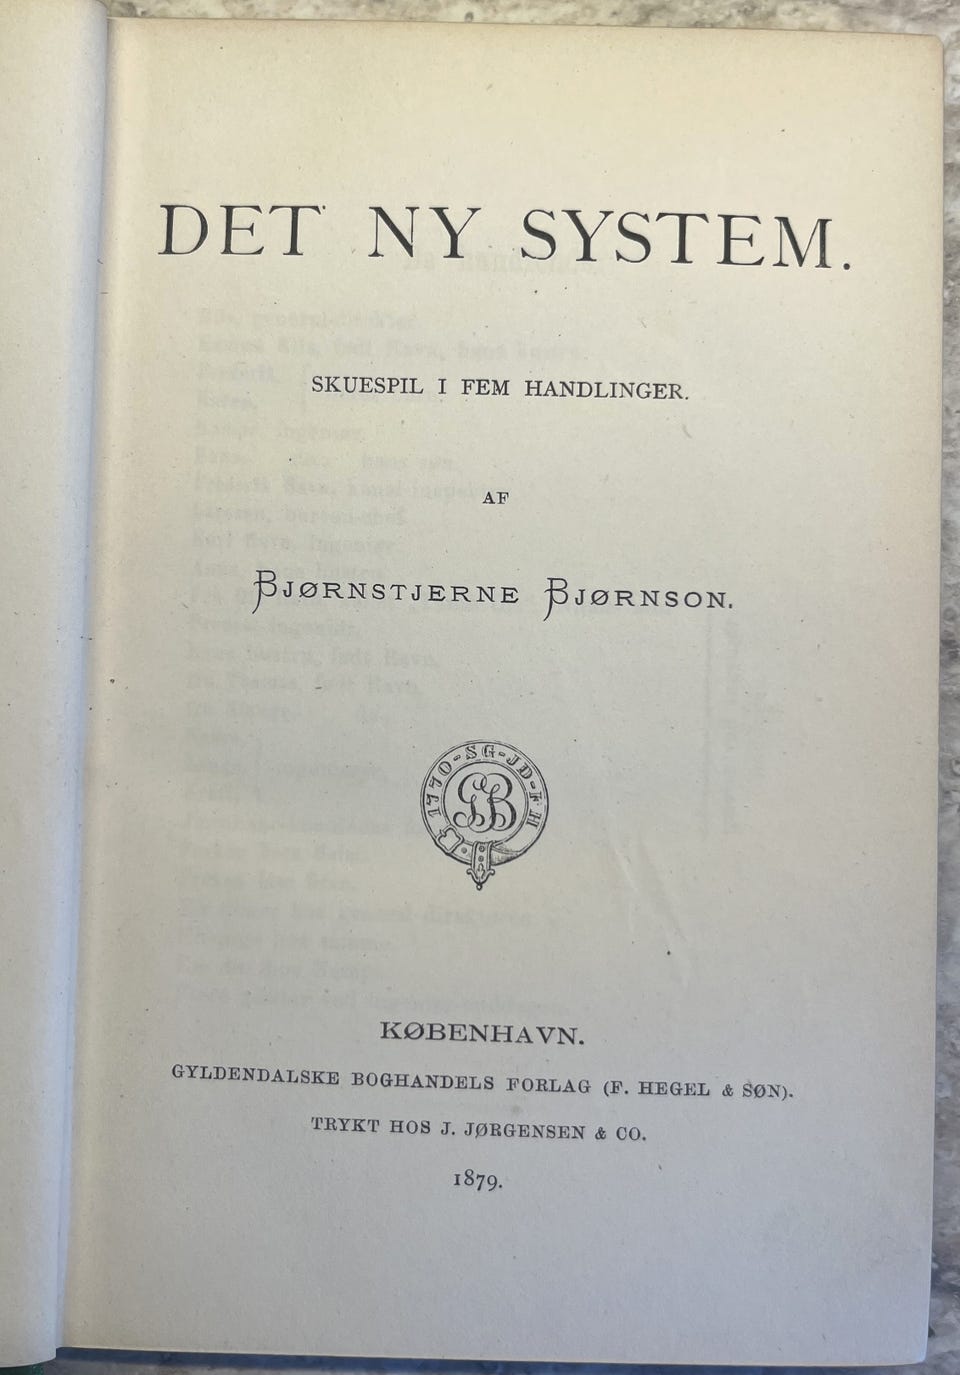 DET NY SYSTEM.
SKUESPIL I FEM HANDLINGER.
AF
BJØRNSTJERNE BJØRNSON.
1770-SG-JD-FH
GB
KØBENHAVN.
GYLDENDALSKE BOGHANDELS FORLAG (F. HEGEL & SØN).
TRYKT HOS J. JØRGENSEN & CO.
1879.